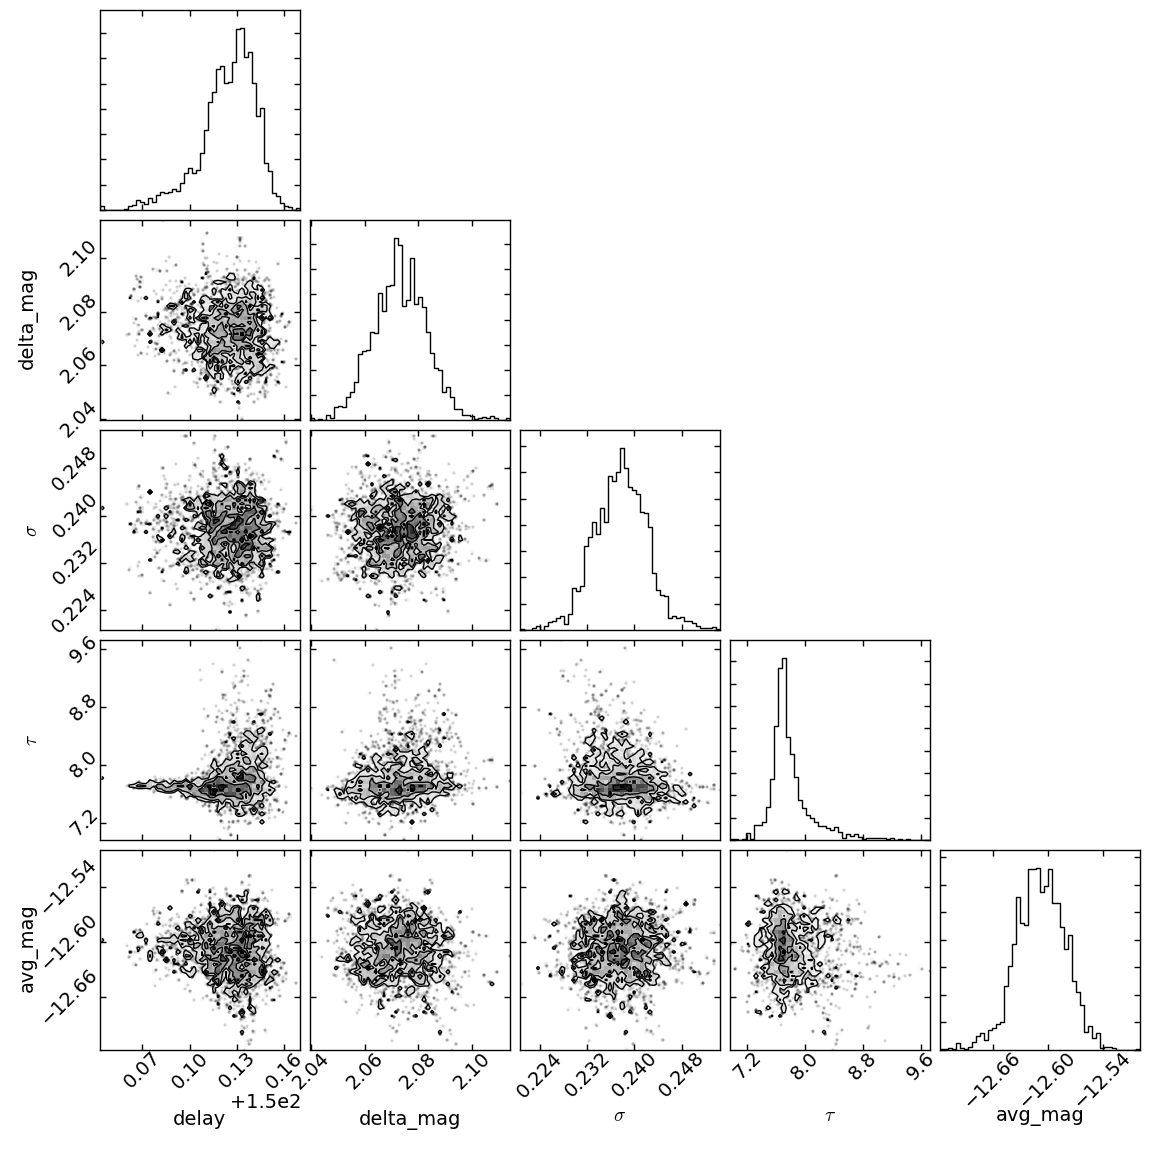 delta_mag
2.10
2.08
2.06
2.04
σ
0.248
0.240
0.232
0.224
τ
9.6
8.8
8.0
7.2
avg_mag
−12.54
−12.60
−12.66
0.07 0.10 0.13 0.16
+1.5e2
delay
2.04 2.06 2.08 2.10
delta_mag
0.224 0.232 0.240 0.248
σ
7.2 8.0 8.8 9.6
τ
−12.66 −12.60 −12.54
avg_mag